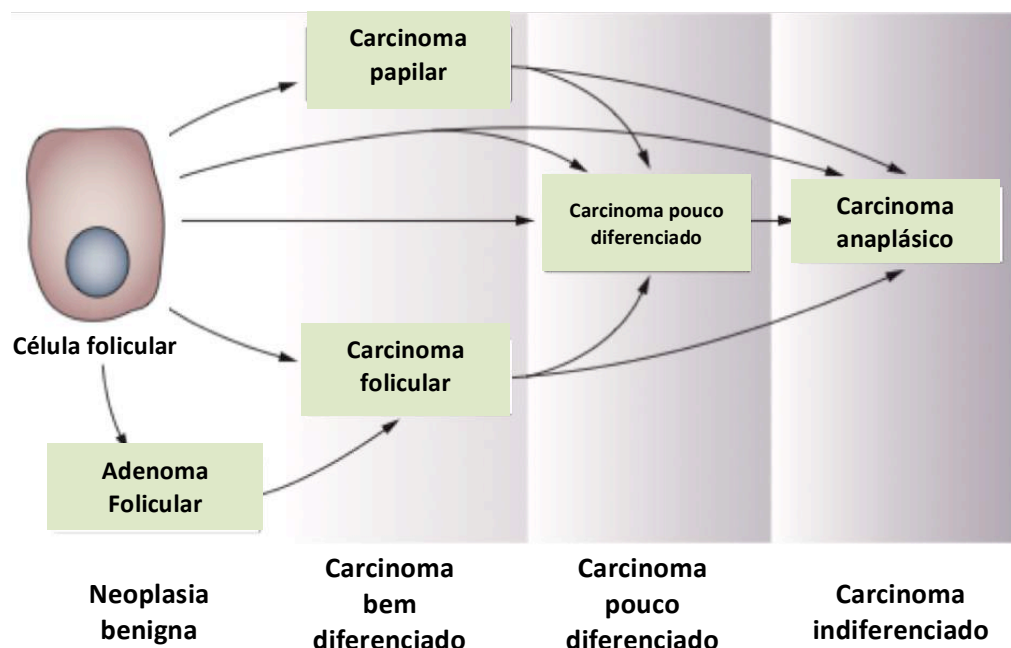 Carcinoma
papilar
Carcinoma pouco
diferenciado
Carcinoma
anaplásico
Célula folicular
Carcinoma
folicular
Adenoma
Folicular
Neoplasia
benigna
Carcinoma
bem
diferenciado
Carcinoma
pouco
diferenciado
Carcinoma
indiferenciado